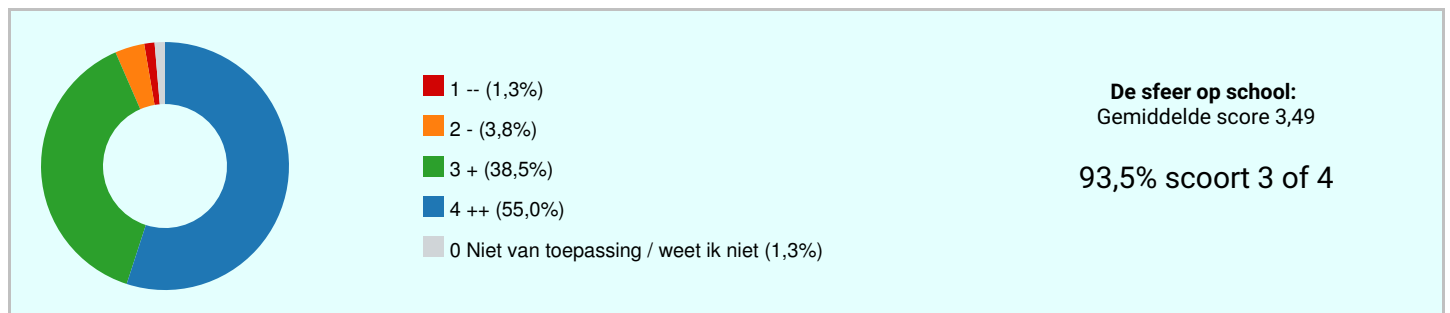 1 -- (1,3%)
2 - (3,8%)
3 + (38,5%)
4 ++ (55,0%)
0 Niet van toepassing / weet ik niet (1,3%)
De sfeer op school:
Gemiddelde score 3,49
93,5% scoort 3 of 4